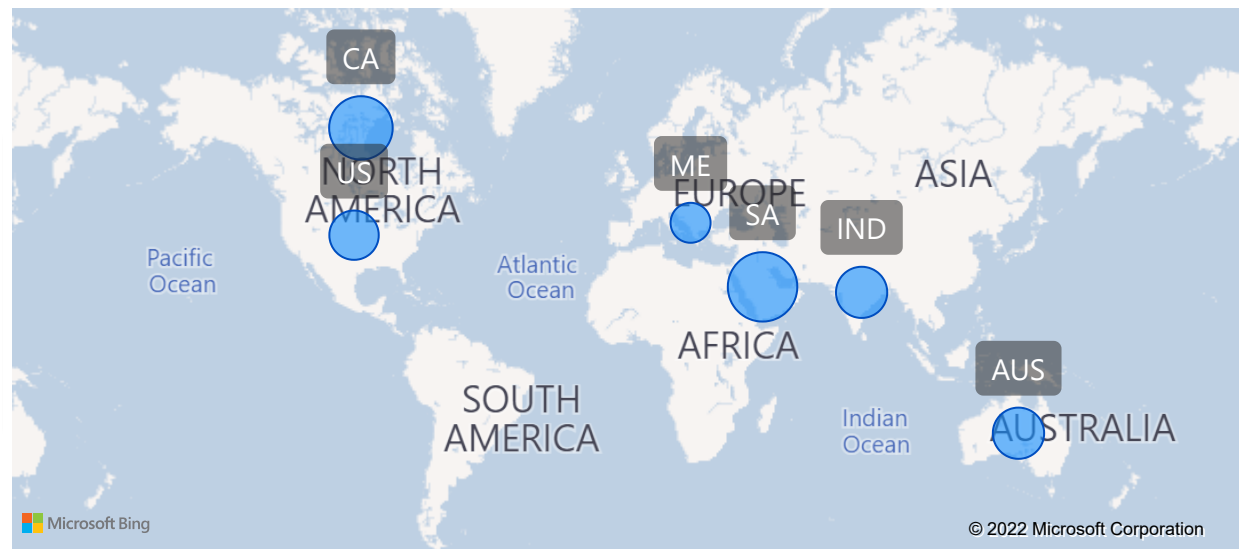 CA
US
NORTH
AMERICA
ME
EUROPE
SA
IND
ASIA
Pacific
Ocean
Atlantic
Ocean
AFRICA
AUS
SOUTH
AMERICA
Indian
Ocean
AUSTRALIA
Microsoft Bing
© 2022 Microsoft Corporation